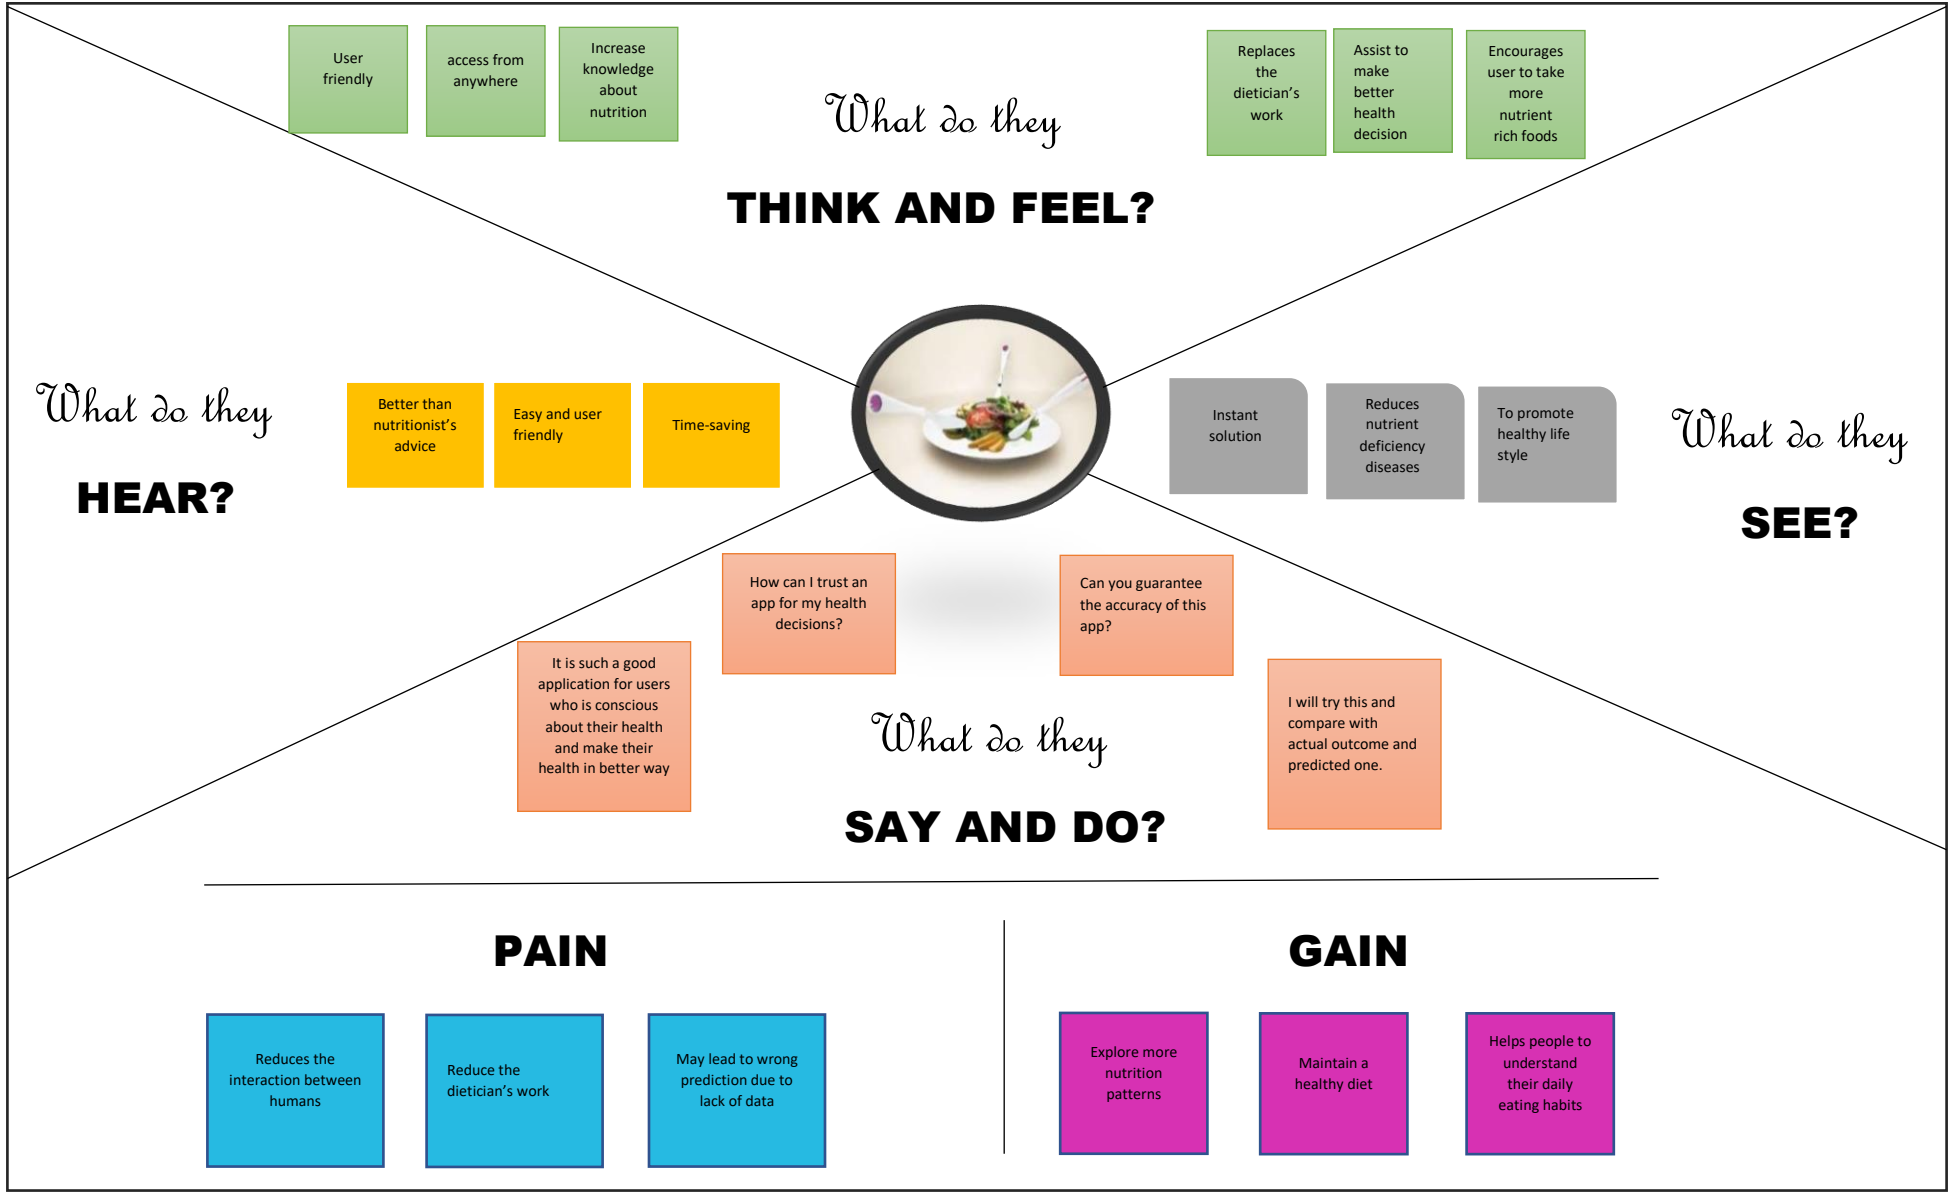 User
friendly
access from
anywhere
Increase
knowledge
about
nutrition
What do they
THINK AND FEEL?
Replaces
the
dietician's
work
Assist to
make
better
health
decision
Encourages
user to take
more
nutrient
rich foods
What do they
HEAR?
Better than
nutritionist's
advice
Easy and user
friendly
Time-saving
Instant
solution
Reduces
nutrient
deficiency
diseases
To promote
healthy life
style
What do they
SEE?
How can I trust an
app for my health
decisions?
Can you guarantee
the accuracy of this
app?
It is such a good
application for users
who is conscious
about their health
and make their
health in better way
I will try this and
compare with
actual outcome and
predicted one.
What do they
SAY AND DO?
PAIN
Reduces the
interaction between
humans
Reduce the
dietician's work
May lead to wrong
prediction due to
lack of data
GAIN
Explore more
nutrition
patterns
Maintain a
healthy diet
Helps people to
understand
their daily
eating habits